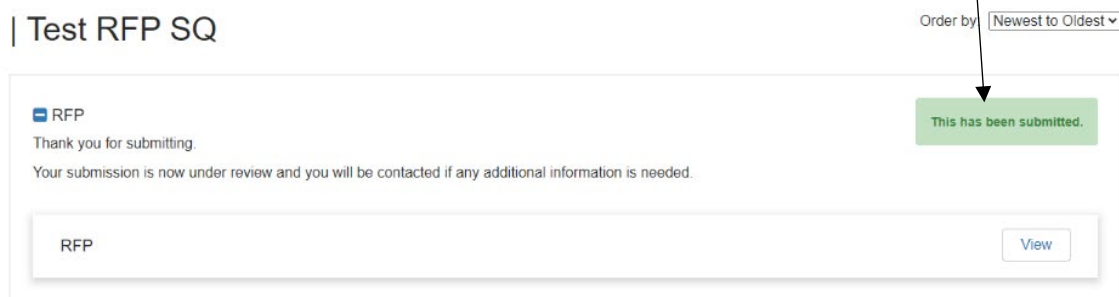 | Test RFP SQ
Order by: Newest to Oldest
RFP
This has been submitted.
Thank you for submitting.
Your submission is now under review and you will be contacted if any additional information is needed.
RFP
View